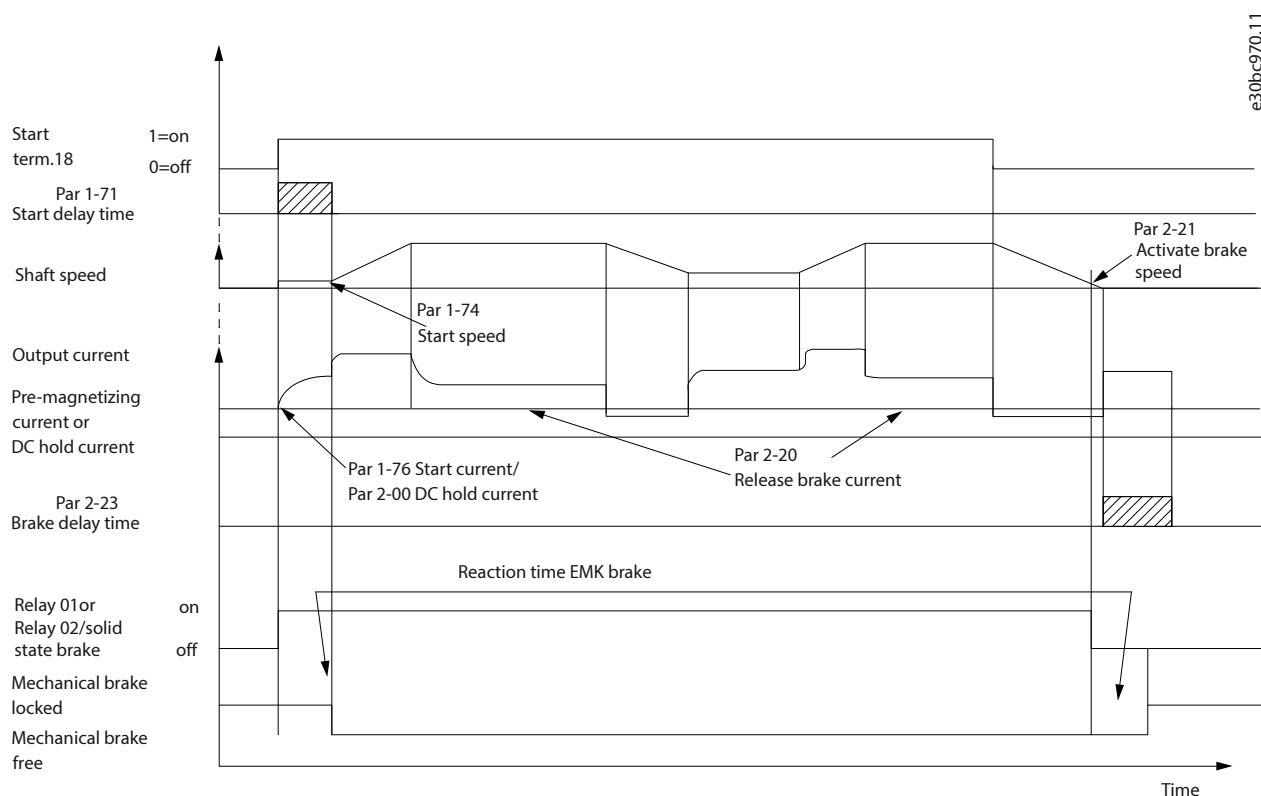 e30bc970.11
Start 1=on
term.18 0=off
Par 1-71
Start delay time
Shaft speed
Par 2-21
Activate brake
speed
Par 1-74
Start speed
Output current
Pre-magnetizing
current or
DC hold current
Par 1-76 Start current/
Par 2-00 DC hold current
Par 2-20
Release brake current
Par 2-23
Brake delay time
Reaction time EMK brake
Relay 01or on
Relay 02/solid
state brake off
Mechanical brake
locked
Mechanical brake
free
Time